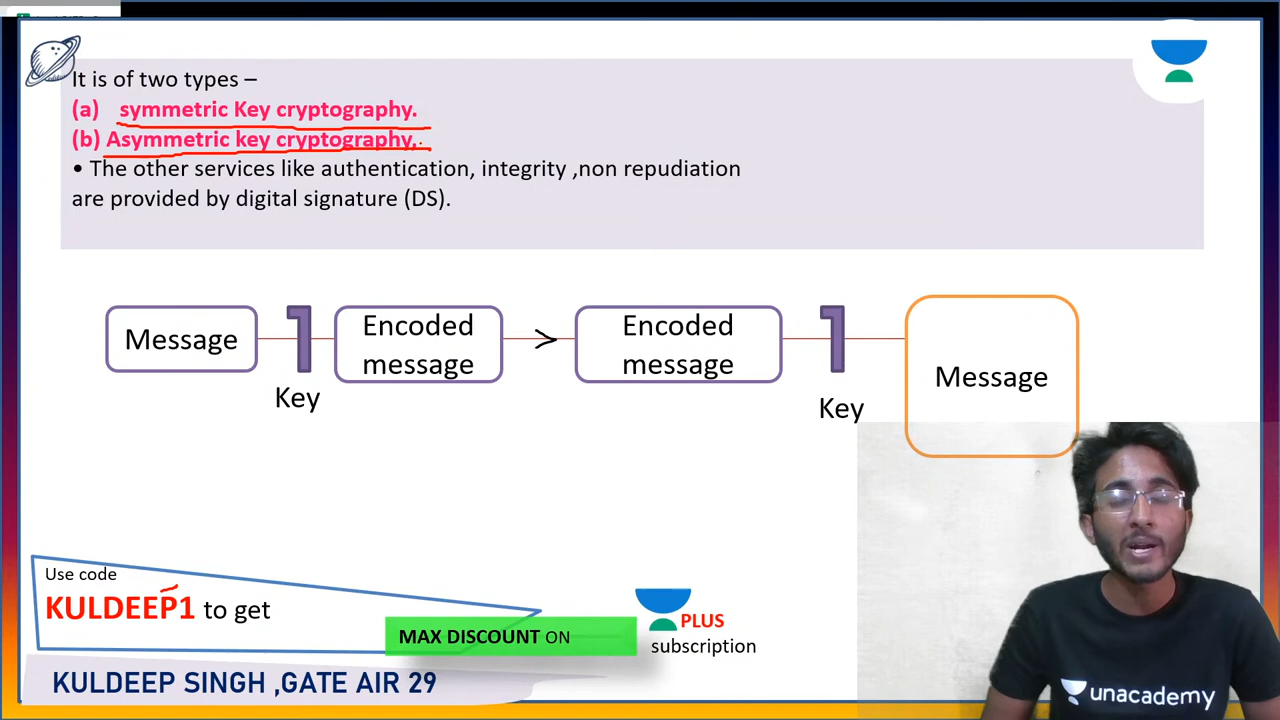 It is of two types –
(a) symmetric Key cryptography.
(b) Asymmetric key cryptography,.
• The other services like authentication, integrity ,non repudiation
are provided by digital signature (DS).
Message
Encoded
message
Encoded
message
Message
Key
Key
Use code
KULDEEP1 to get
MAX DISCOUNT ON
PLUS
subscription
KULDEEP SINGH ,GATE AIR 29
unacademy